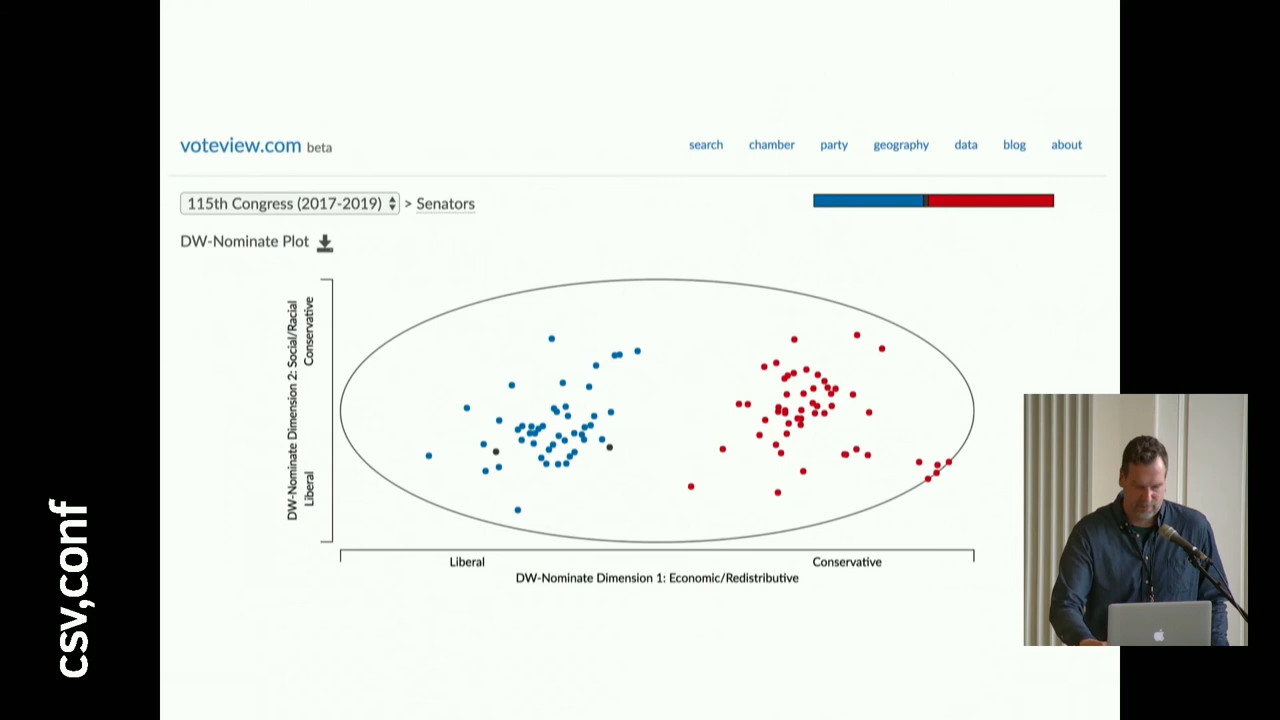 voteview.com beta
search
chamber
party
geography
data
blog
about
115th Congress (2017-2019) > Senators
DW-Nominate Plot
DW-Nominate Dimension 2: Social/Racial
Conservative
Liberal
Liberal
Conservative
DW-Nominate Dimension 1: Economic/Redistributive
csv,conf